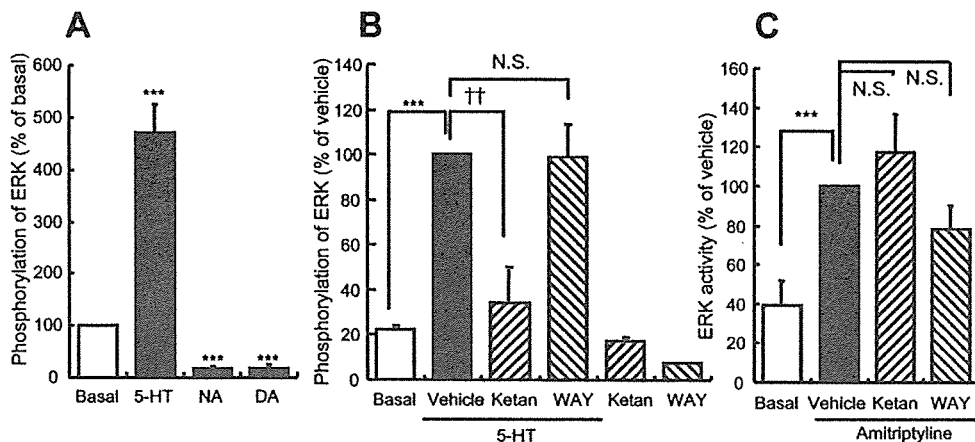 A
Phosphorylation of ERK (% of basal)
600
500
400
300
200
100
0
***
***
***
Basal 5-HT NA DA
B
Phosphorylation of ERK (% of vehicle)
140
120
100
80
60
40
20
0
N.S.
***
††
Basal Vehicle Ketan WAY Ketan WAY
5-HT
C
ERK activity (% of vehicle)
160
140
120
100
80
60
40
20
0
N.S.
N.S.
***
Basal Vehicle Ketan WAY
Amitriptyline